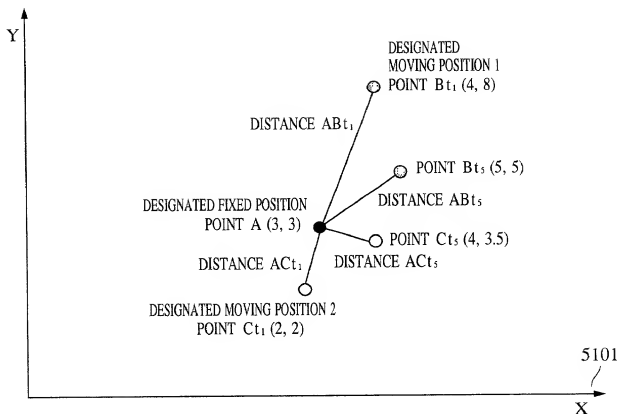 Y
DESIGNATED
MOVING POSITION 1
POINT Bt₁ (4, 8)
DISTANCE ABt₁
POINT Bt₅ (5, 5)
DISTANCE ABt₅
DESIGNATED FIXED POSITION
POINT A (3, 3)
POINT Ct₅ (4, 3.5)
DISTANCE ACt₁
DISTANCE ACt₅
DESIGNATED MOVING POSITION 2
POINT Ct₁ (2, 2)
5101
X